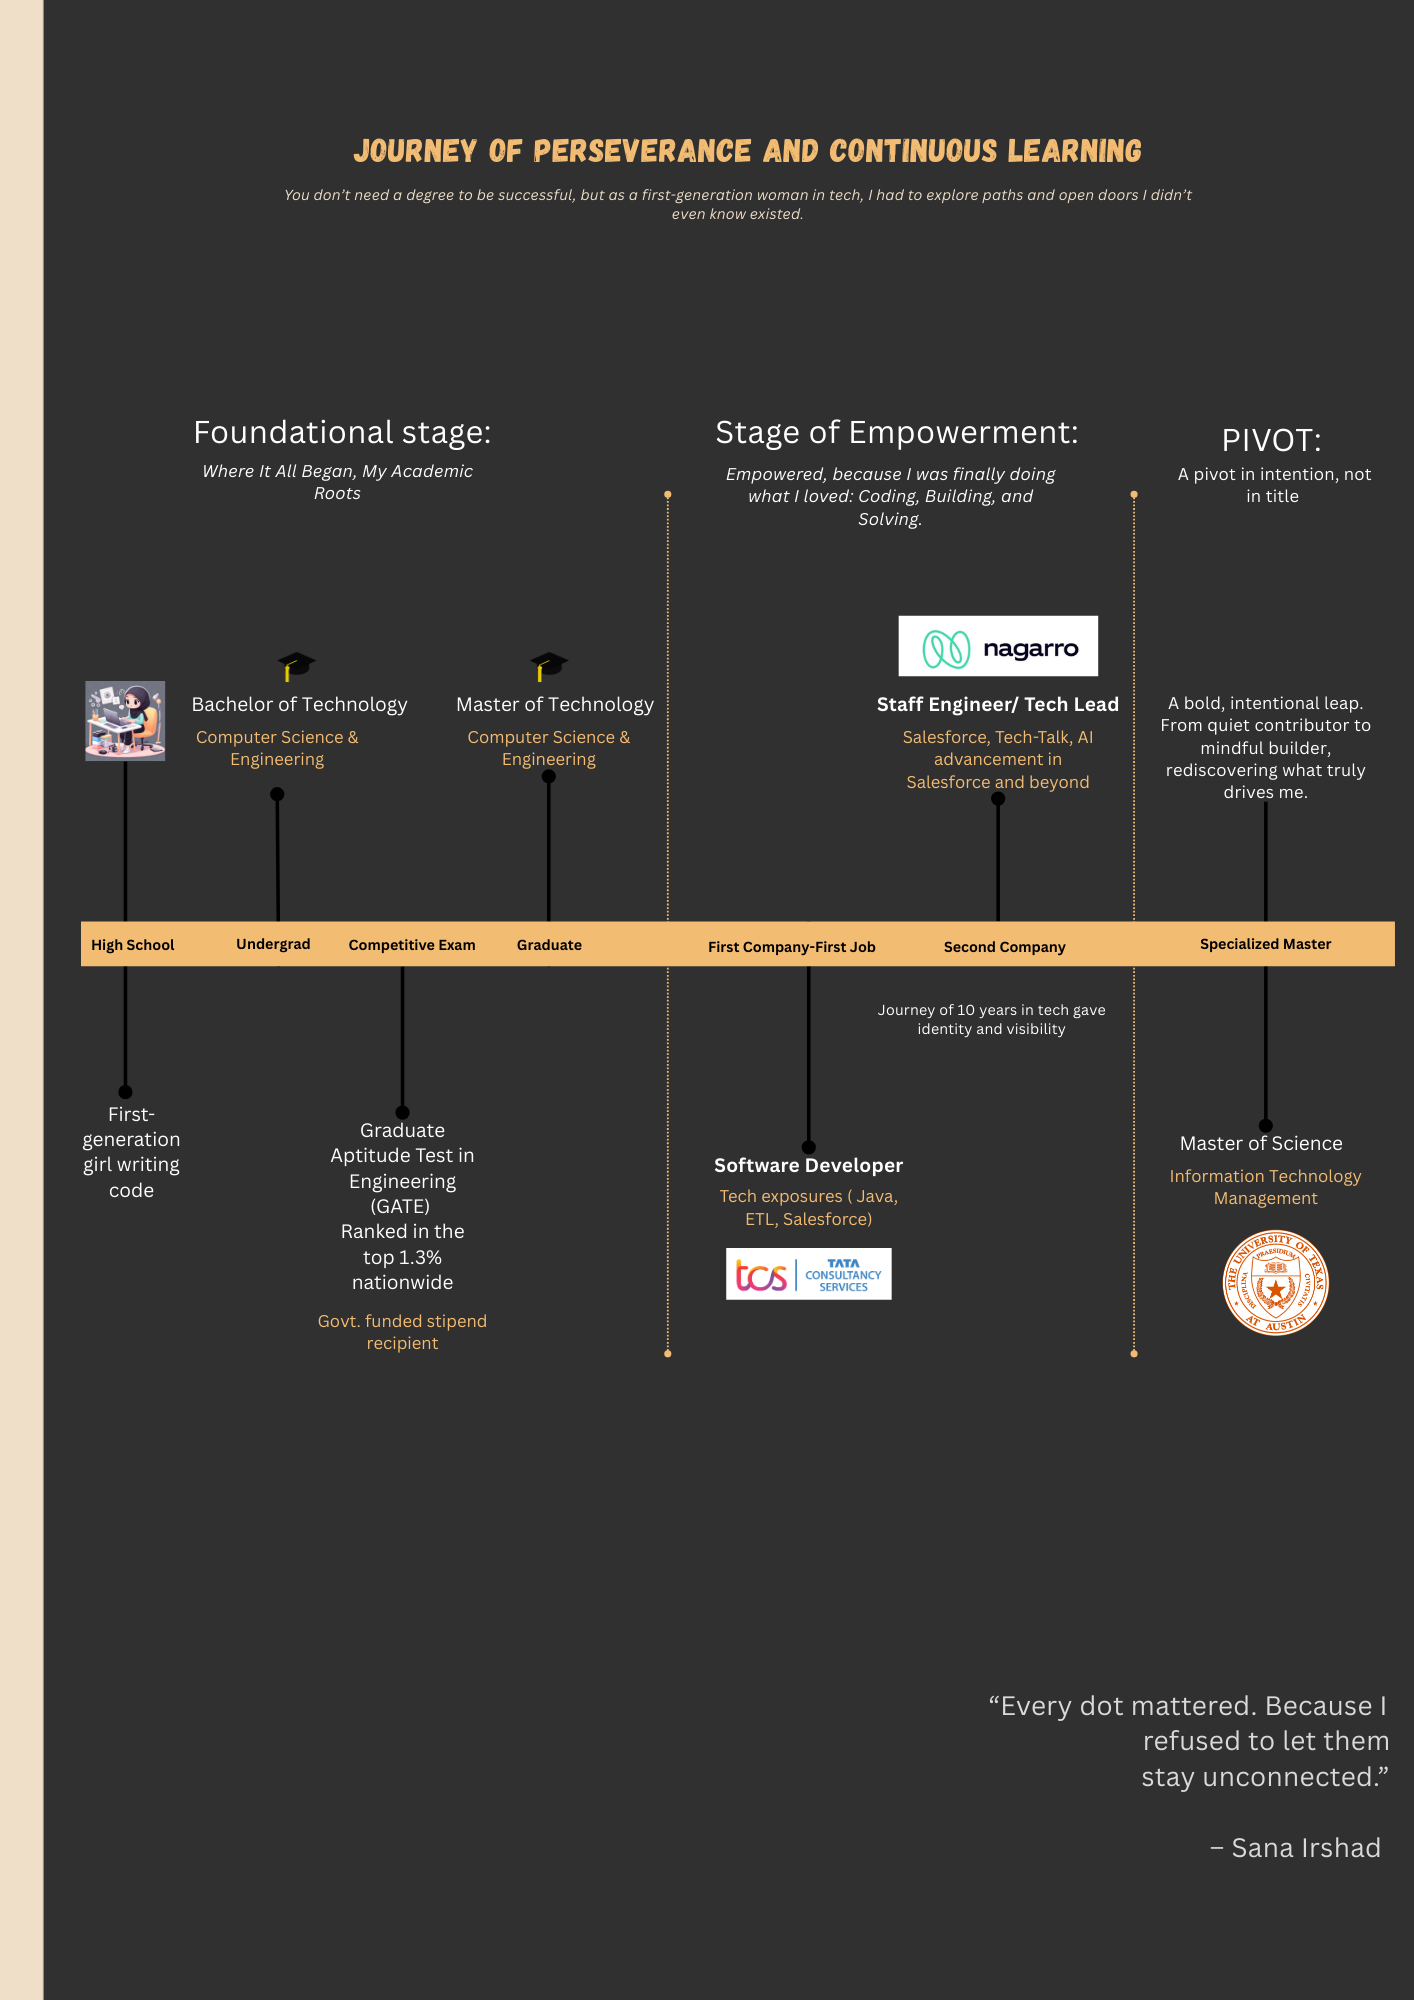 JOURNEY OF PERSEVERANCE AND CONTINUOUS LEARNING
You don't need a degree to be successful, but as a first-generation woman in tech, I had to explore paths and open doors I didn't
even know existed.
Foundational stage:
Where It All Began, My Academic
Roots
Stage of Empowerment:
Empowered, because I was finally doing
what I loved: Coding, Building, and
Solving.
PIVOT:
A pivot in intention, not
in title
Bachelor of Technology
Computer Science &
Engineering
Master of Technology
Computer Science &
Engineering
nagarro
Staff Engineer/ Tech Lead
Salesforce, Tech-Talk, AI
advancement in
Salesforce and beyond
A bold, intentional leap.
From quiet contributor to
mindful builder,
rediscovering what truly
drives me.
High School
Undergrad
Competitive Exam
Graduate
First Company-First Job
Second Company
Specialized Master
Journey of 10 years in tech gave
identity and visibility
First-
generation
girl writing
code
Graduate
Aptitude Test in
Engineering
(GATE)
Ranked in the
top 1.3%
nationwide
Govt. funded stipend
recipient
Software Developer
Tech exposures ( Java,
ETL, Salesforce)
tcs
TATA
CONSULTANCY
SERVICES
Master of Science
Information Technology
Management
THE UNIVERSITY OF TEXAS
AT AUSTIN
DISCIPLINA
PRAESIDIUM
CIVITATIS
“Every dot mattered. Because I
refused to let them
stay unconnected.”
– Sana Irshad